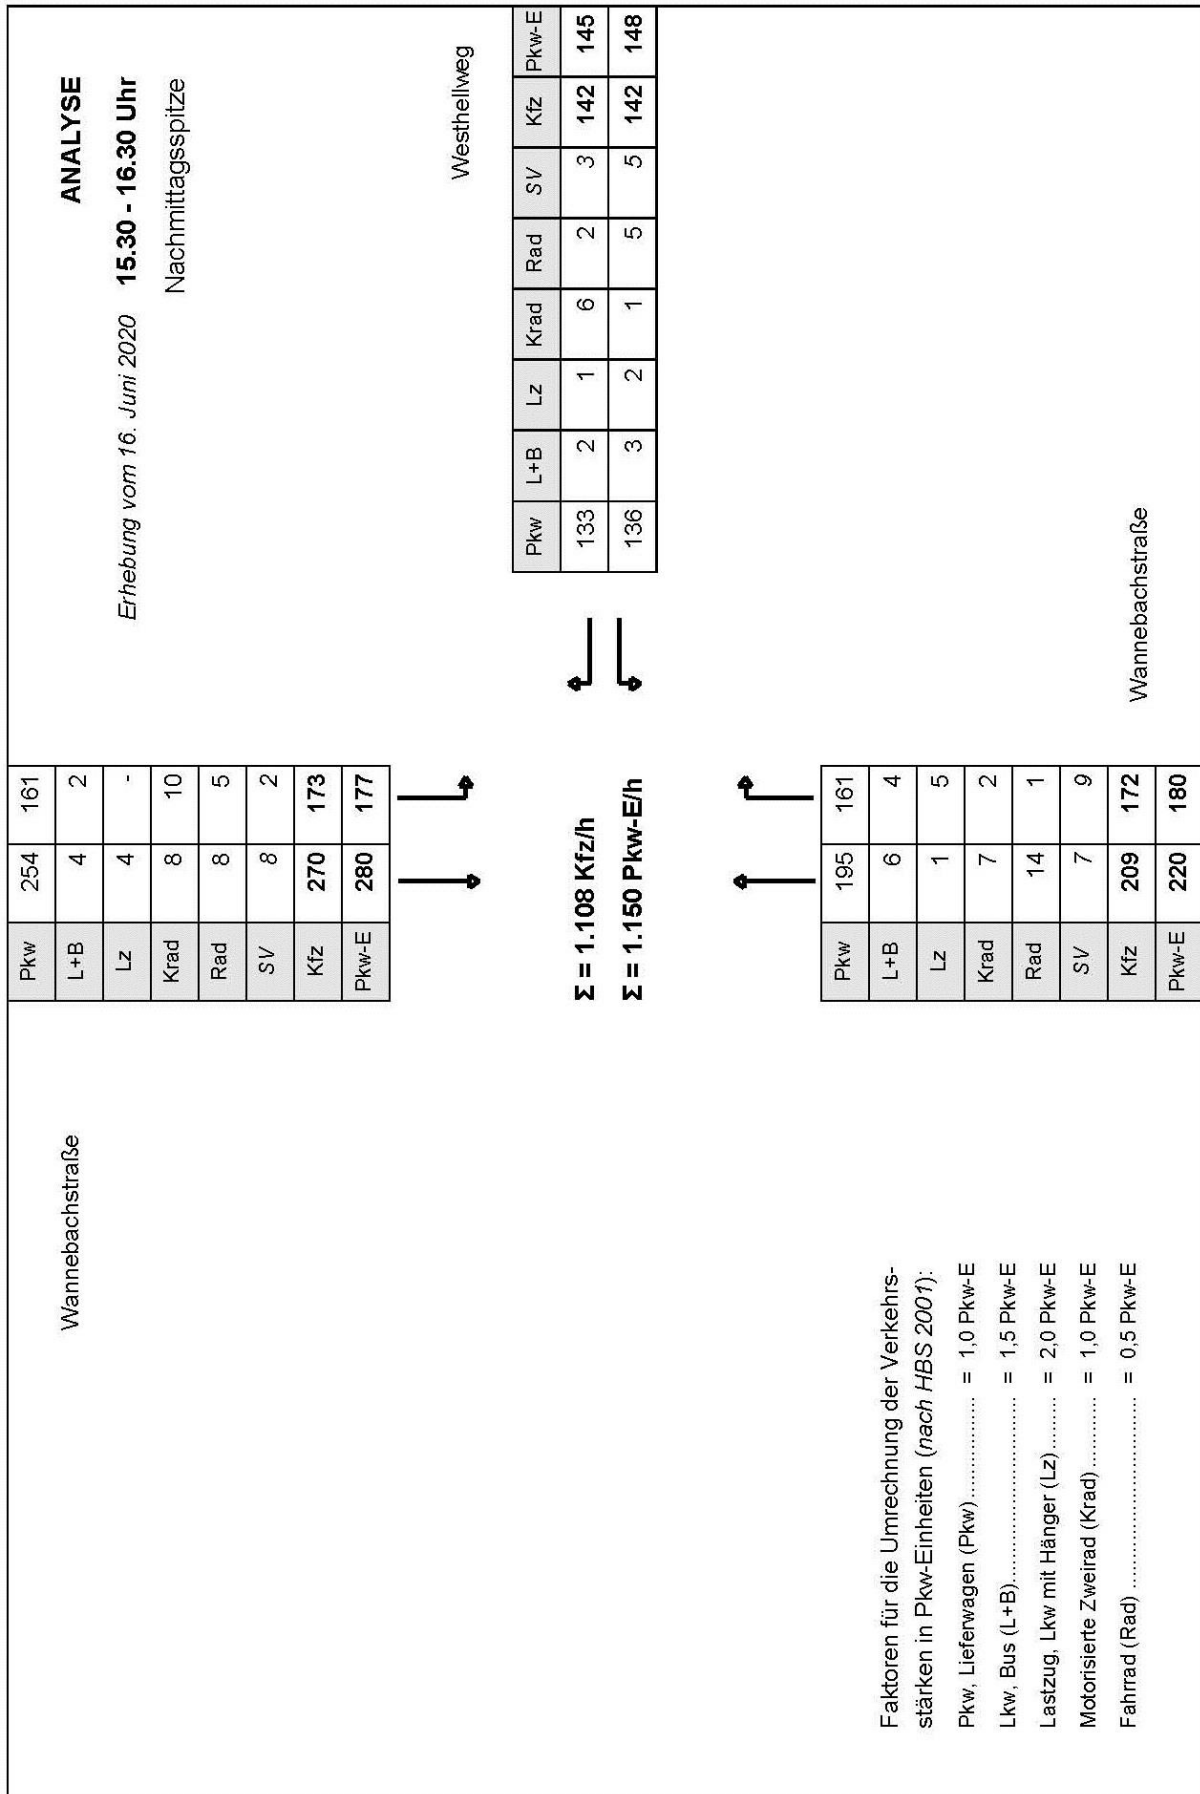 ANALYSE
Erhebung vom 16. Juni 2020 15.30 - 16.30 Uhr
Nachmittagsspitze
Wannebachstraße
Pkw 254 161
L+B 4 2
Lz 4 -
Krad 8 10
Rad 8 5
SV 8 2
Kfz 270 173
Pkw-E 280 177
Westhellweg
Pkw L+B Lz Krad Rad SV Kfz Pkw-E
133 2 1 6 2 3 142 145
136 3 2 1 5 5 142 148
Σ = 1.108 Kfz/h
Σ = 1.150 Pkw-E/h
Pkw 195 161
L+B 6 4
Lz 1 5
Krad 7 2
Rad 14 1
SV 7 9
Kfz 209 172
Pkw-E 220 180
Wannebachstraße
Faktoren für die Umrechnung der Verkehrs-
stärken in Pkw-Einheiten (nach HBS 2001):
Pkw, Lieferwagen (Pkw)................ = 1,0 Pkw-E
Lkw, Bus (L+B)............................... = 1,5 Pkw-E
Lastzug, Lkw mit Hänger (Lz).......... = 2,0 Pkw-E
Motorisierte Zweirad (Krad) ............. = 1,0 Pkw-E
Fahrrad (Rad) .................................. = 0,5 Pkw-E